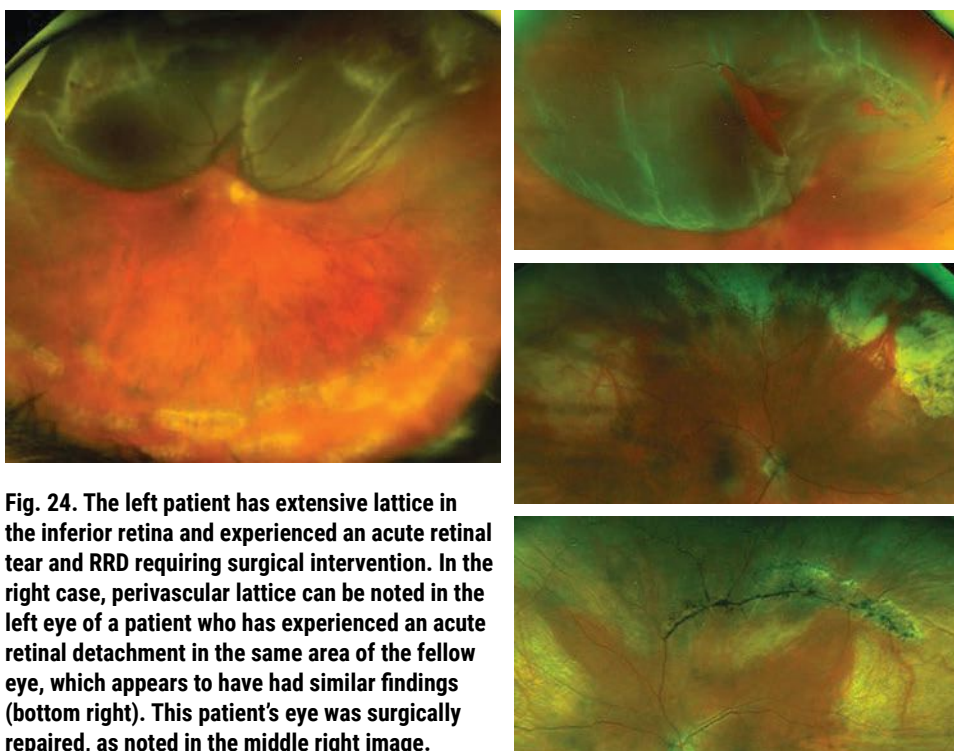 Fig. 24. The left patient has extensive lattice in
the inferior retina and experienced an acute retinal
tear and RRD requiring surgical intervention. In the
right case, perivascular lattice can be noted in the
left eye of a patient who has experienced an acute
retinal detachment in the same area of the fellow
eye, which appears to have had similar findings
(bottom right). This patient’s eye was surgically
repaired, as noted in the middle right image.